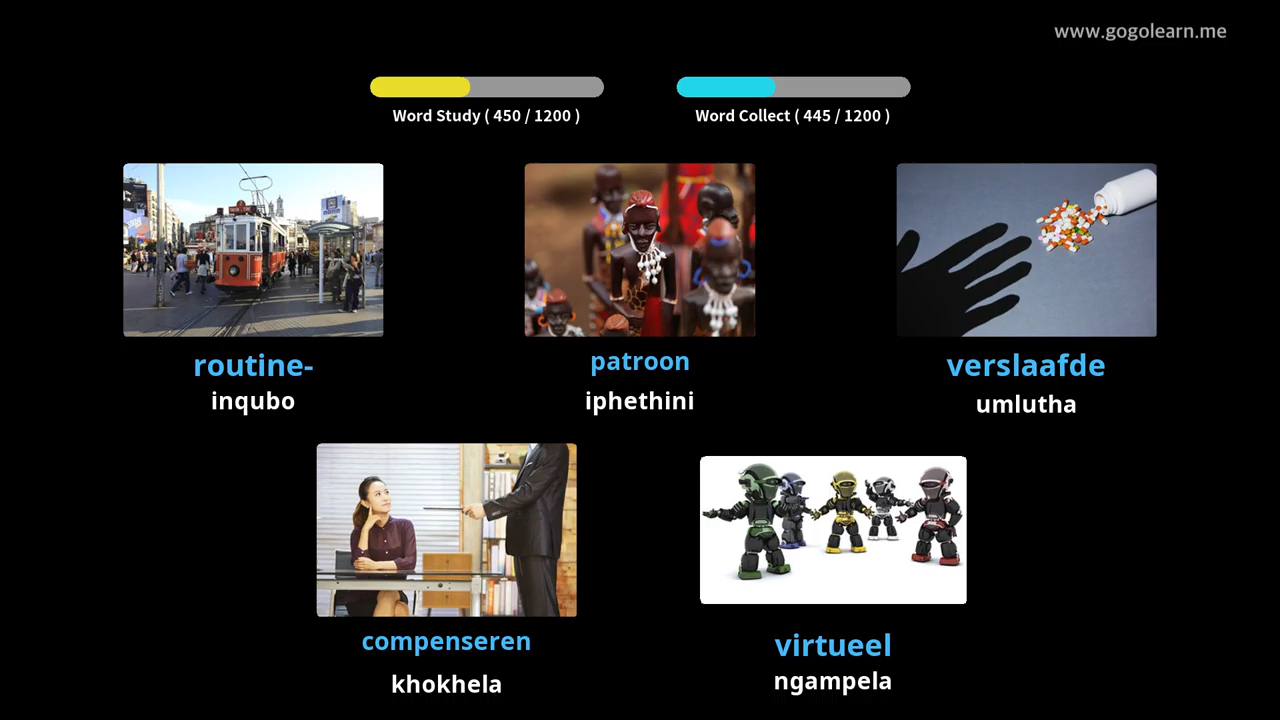 www.gogolearn.me
Word Study ( 450 / 1200 )
Word Collect ( 445 / 1200 )
routine-
inqubo
patroon
iphethini
verslaafde
umlutha
compenseren
khokhela
virtueel
ngampela